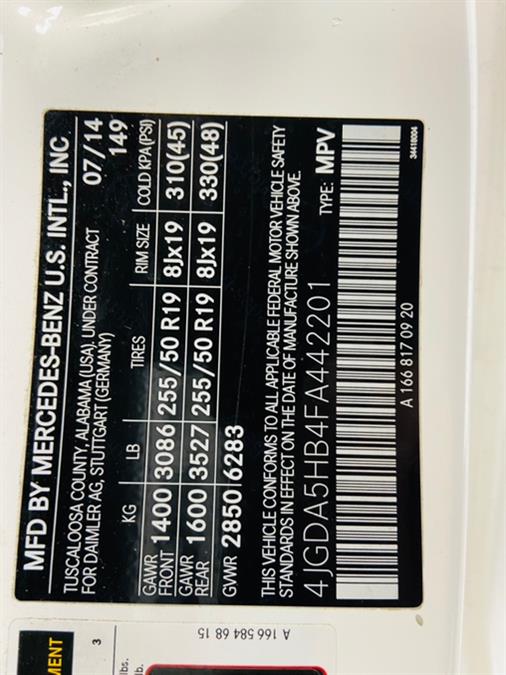 MFD BY MERCEDES-BENZ U.S. INTL., INC
TUSCALOOSA COUNTY, ALABAMA (USA), UNDER CONTRACT 07/14
FOR DAIMLER AG, STUTTGART (GERMANY) 149
KG LB TIRES RIM SIZE COLD KPA (PSI)
GAWR FRONT 1400 3086 255/50 R19 8Jx19 310(45)
GAWR REAR 1600 3527 255/50 R19 8Jx19 330(48)
GVWR 2850 6283
THIS VEHICLE CONFORMS TO ALL APPLICABLE FEDERAL MOTOR VEHICLE SAFETY
STANDARDS IN EFFECT ON THE DATE OF MANUFACTURE SHOWN ABOVE.
4JGDA5HB4FA442201 TYPE: MPV
A 166 817 09 20
34418004
A 166 584 68 15
MENT
3
lbs.
lb.